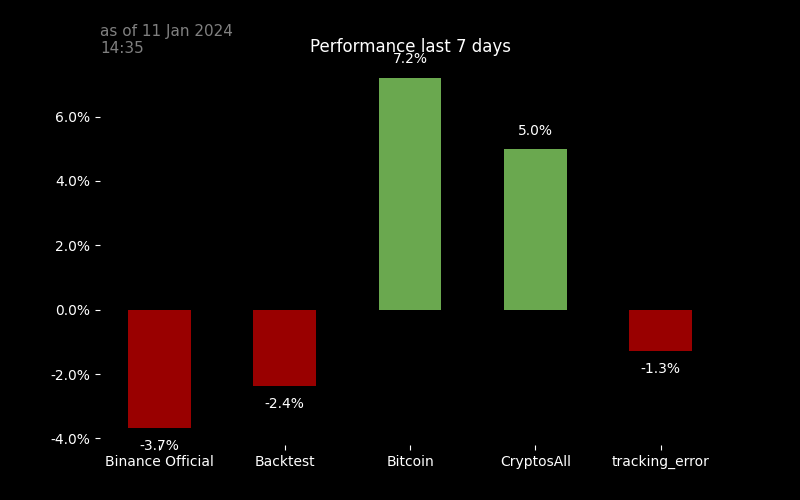 as of 11 Jan 2024
14:35
Performance last 7 days
7.2%
6.0%
5.0%
4.0%
2.0%
0.0%
-2.0%
-1.3%
-2.4%
-4.0%
-3.7%
Binance Official
Backtest
Bitcoin
CryptosAll
tracking_error